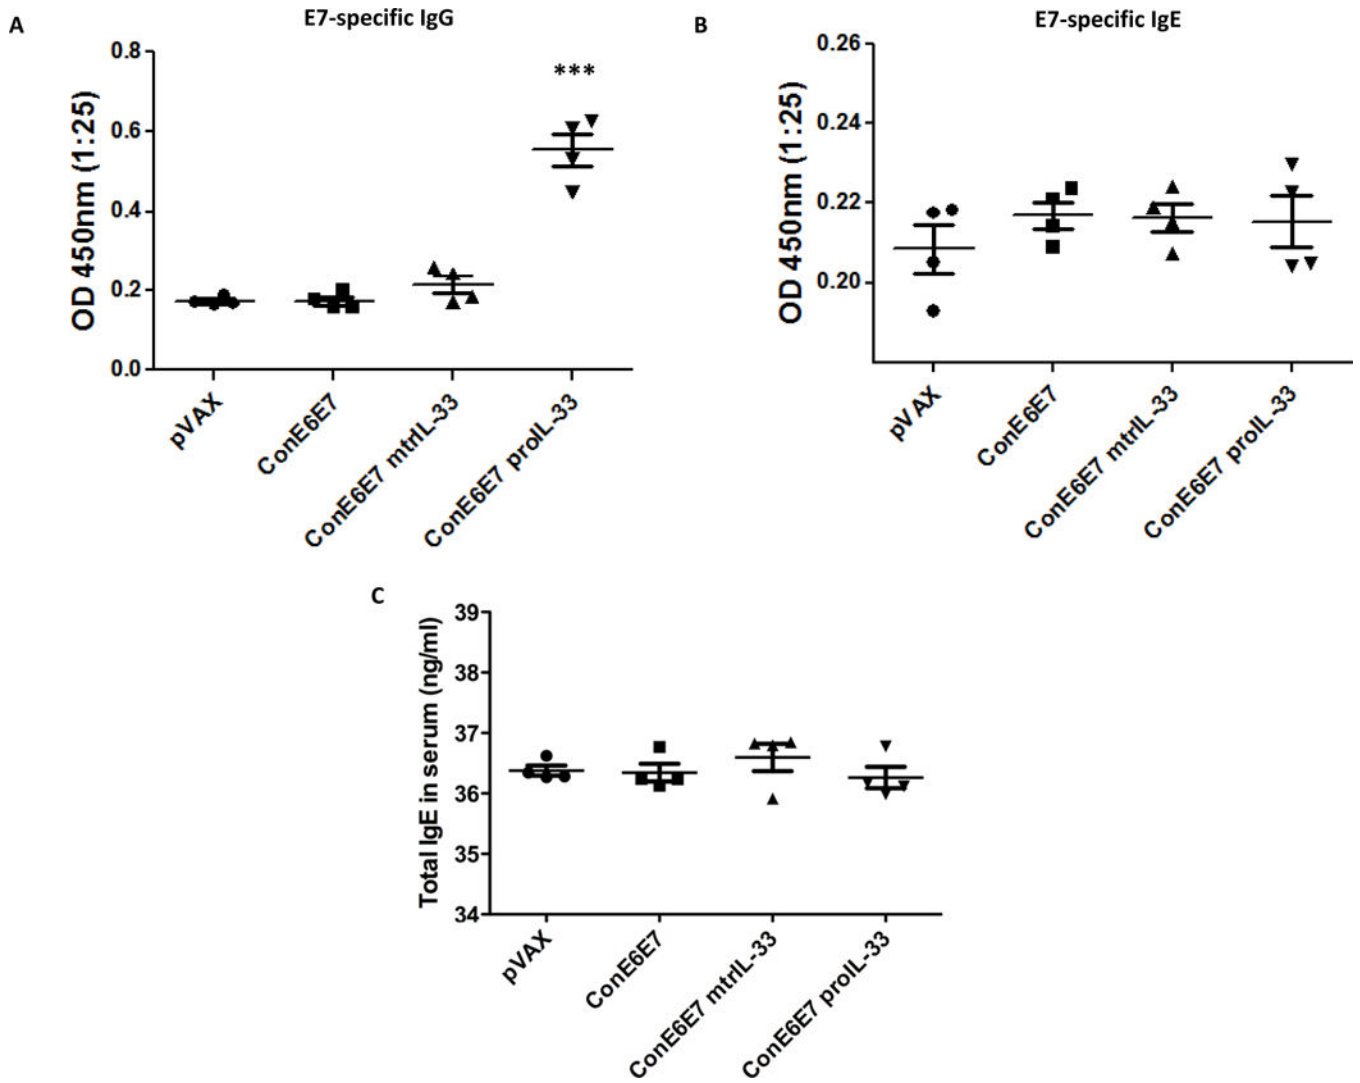 A
E7-specific IgG
OD 450nm (1:25)
0.8
0.6
0.4
0.2
0.0
***
pVAX
ConE6E7
ConE6E7 mtrIL-33
ConE6E7 proIL-33
B
E7-specific IgE
OD 450nm (1:25)
0.26
0.24
0.22
0.20
pVAX
ConE6E7
ConE6E7 mtrIL-33
ConE6E7 proIL-33
C
Total IgE in serum (ng/ml)
39
38
37
36
35
34
pVAX
ConE6E7
ConE6E7 mtrIL-33
ConE6E7 proIL-33